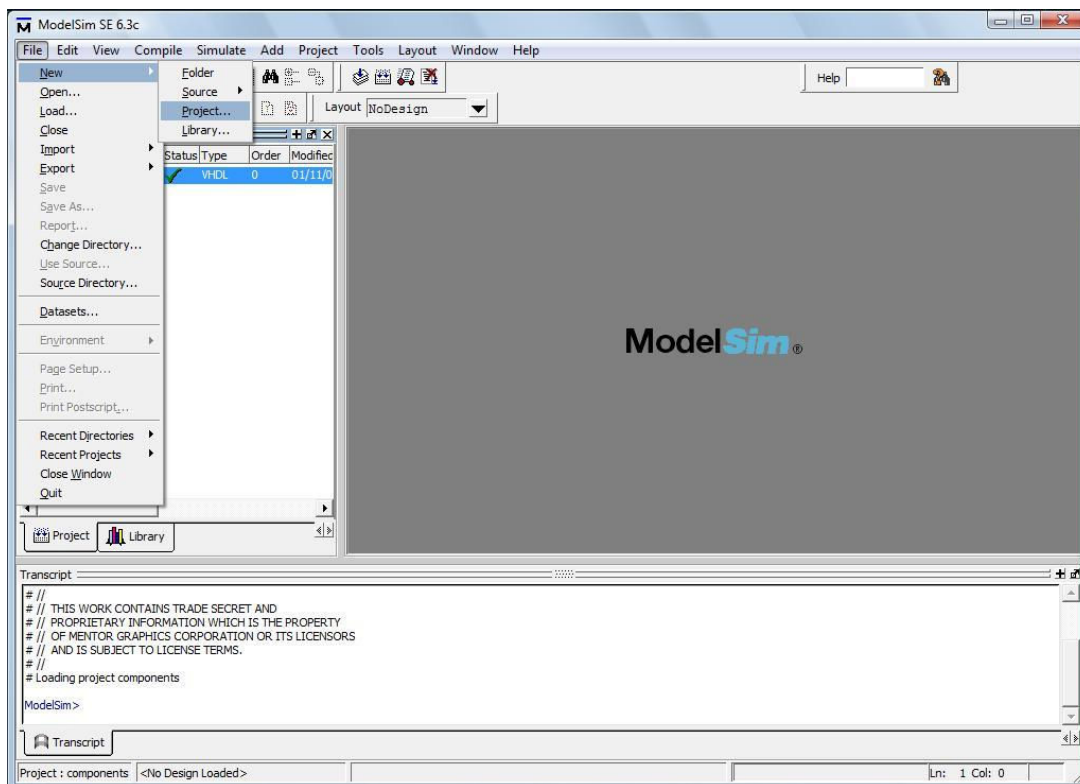 ModelSim SE 6.3c
File Edit View Compile Simulate Add Project Tools Layout Window Help
New
Open...
Load...
Close
Import
Export
Save
Save As...
Report...
Change Directory...
Use Source...
Source Directory...
Datasets...
Environment
Page Setup...
Print...
Print Postscript...
Recent Directories
Recent Projects
Close Window
Quit
Folder
Source
Project...
Library...
Help
Layout NoDesign
Status Type Order Modified
VHDL 0 01/11/0
ModelSim ®
Project Library
Transcript
# //
# // THIS WORK CONTAINS TRADE SECRET AND
# // PROPRIETARY INFORMATION WHICH IS THE PROPERTY
# // OF MENTOR GRAPHICS CORPORATION OR ITS LICENSORS
# // AND IS SUBJECT TO LICENSE TERMS.
# //
# Loading project components
ModelSim>
Transcript
Project : components <No Design Loaded> Ln: 1 Col: 0